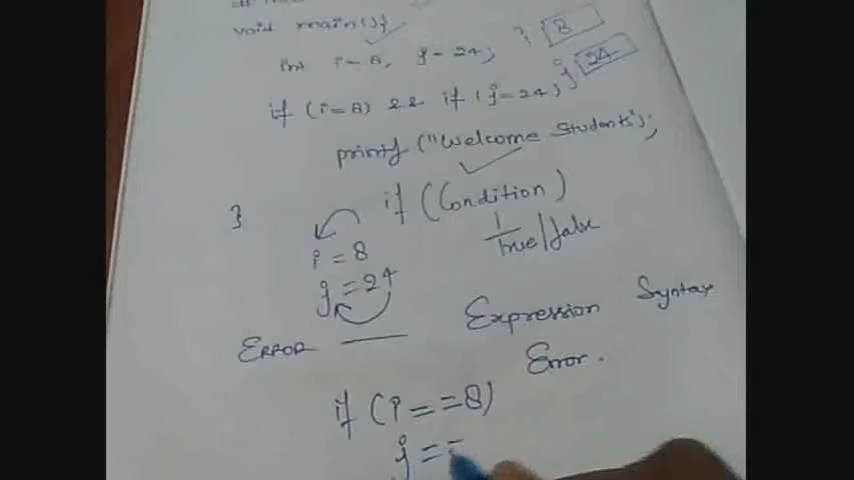 void main(){
int i=8, j=24; i 8
j 24
if (i=8) && if (j=24)
printf ("Welcome Students");
}
if (Condition)
1
True/false
i = 8
j = 24
ERROR — Expression Syntax
Error.
if (i==8)
j ==